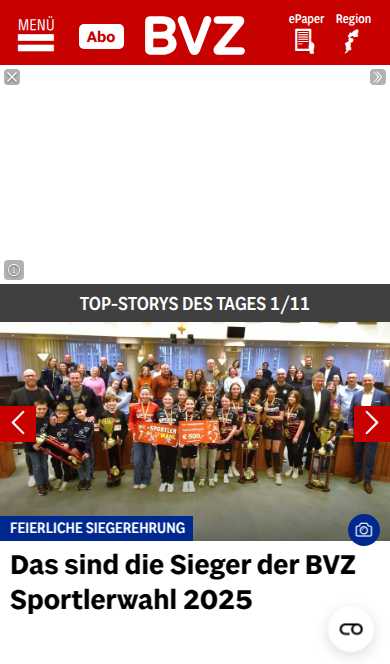 MENÜ
Abo
BVZ
ePaper
Region
TOP-STORYS DES TAGES 1/11
SPORTLER
WAHL
€ 500,-
FEIERLICHE SIEGEREHRUNG
Das sind die Sieger der BVZ
Sportlerwahl 2025